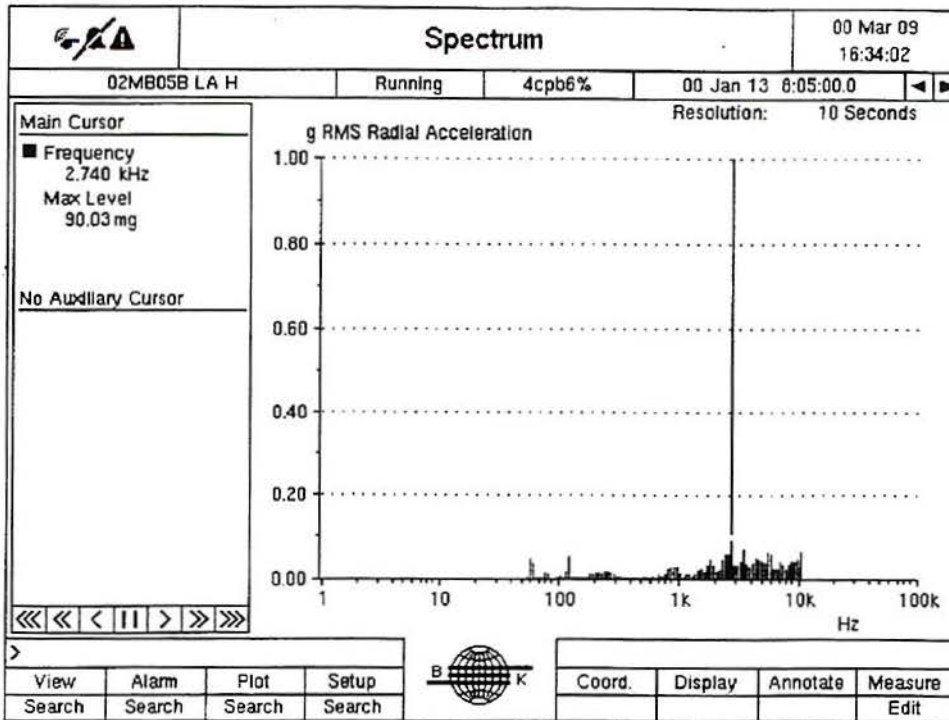 Spectrum
00 Mar 09
16:34:02
02MB05B LA H Running 4cpb6% 00 Jan 13 8:05:00.0
Resolution: 10 Seconds
Main Cursor
Frequency
2.740 kHz
Max Level
90.03 mg
No Auxiliary Cursor
g RMS Radial Acceleration
1.00
0.80
0.60
0.40
0.20
0.00
1 10 100 1k 10k 100k
Hz
>
B K
View Alarm Plot Setup Coord. Display Annotate Measure
Search Search Search Search Edit